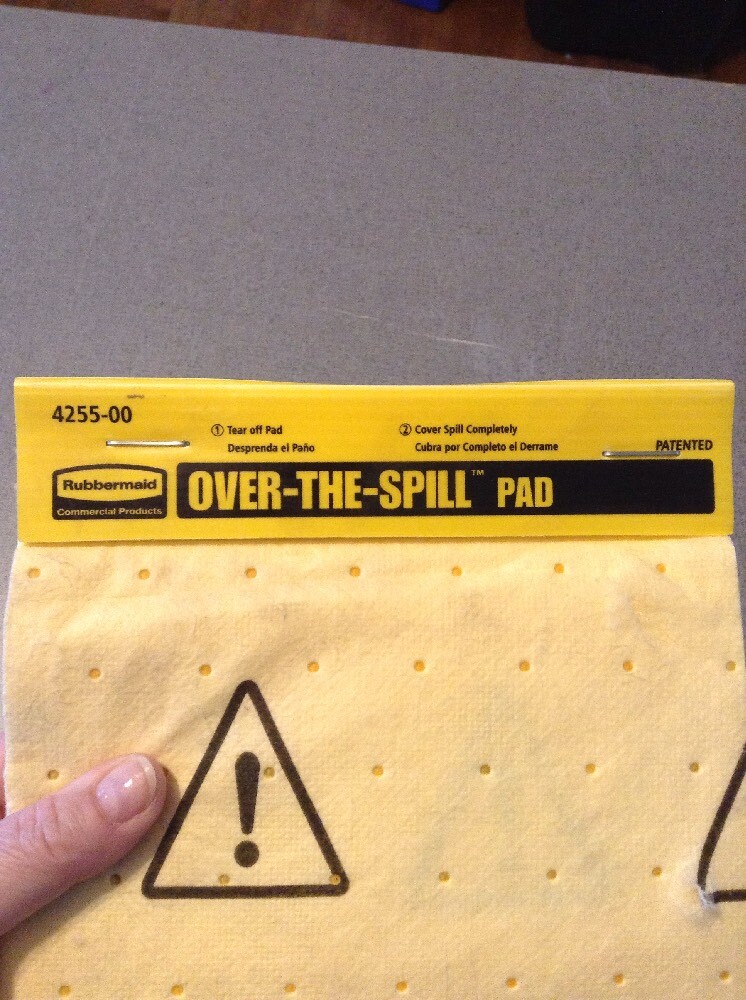 4255-00
① Tear off Pad
Desprenda el Paño
② Cover Spill Completely
Cubra por Completo el Derrame
PATENTED
Rubbermaid
Commercial Products
OVER-THE-SPILL™ PAD
!